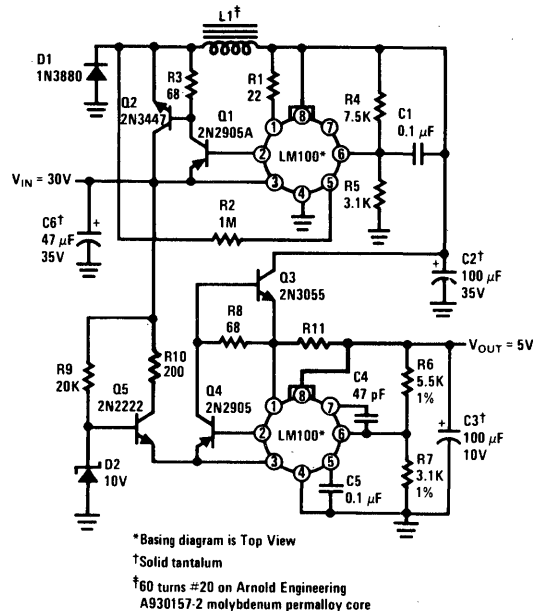 L1‡
D1
1N3880
R3
68
R1
22
Q2
2N3447
Q1
2N2905A
R4
7.5K
C1
0.1 µF
1
8
7
2
LM100*
6
3
4
5
VIN = 30V
R2
1M
R5
3.1K
C6†
47 µF
35V
+
Q3
2N3055
+
C2†
100 µF
35V
R8
68
R11
VOUT = 5V
R9
20K
R10
200
Q5
2N2222
Q4
2N2905
C4
47 pF
R6
5.5K
1%
+
C3†
100 µF
10V
1
8
7
2
LM100*
6
3
4
5
D2
10V
C5
0.1 µF
R7
3.1K
1%
*Basing diagram is Top View
†Solid tantalum
‡60 turns #20 on Arnold Engineering
A930157-2 molybdenum permalloy core